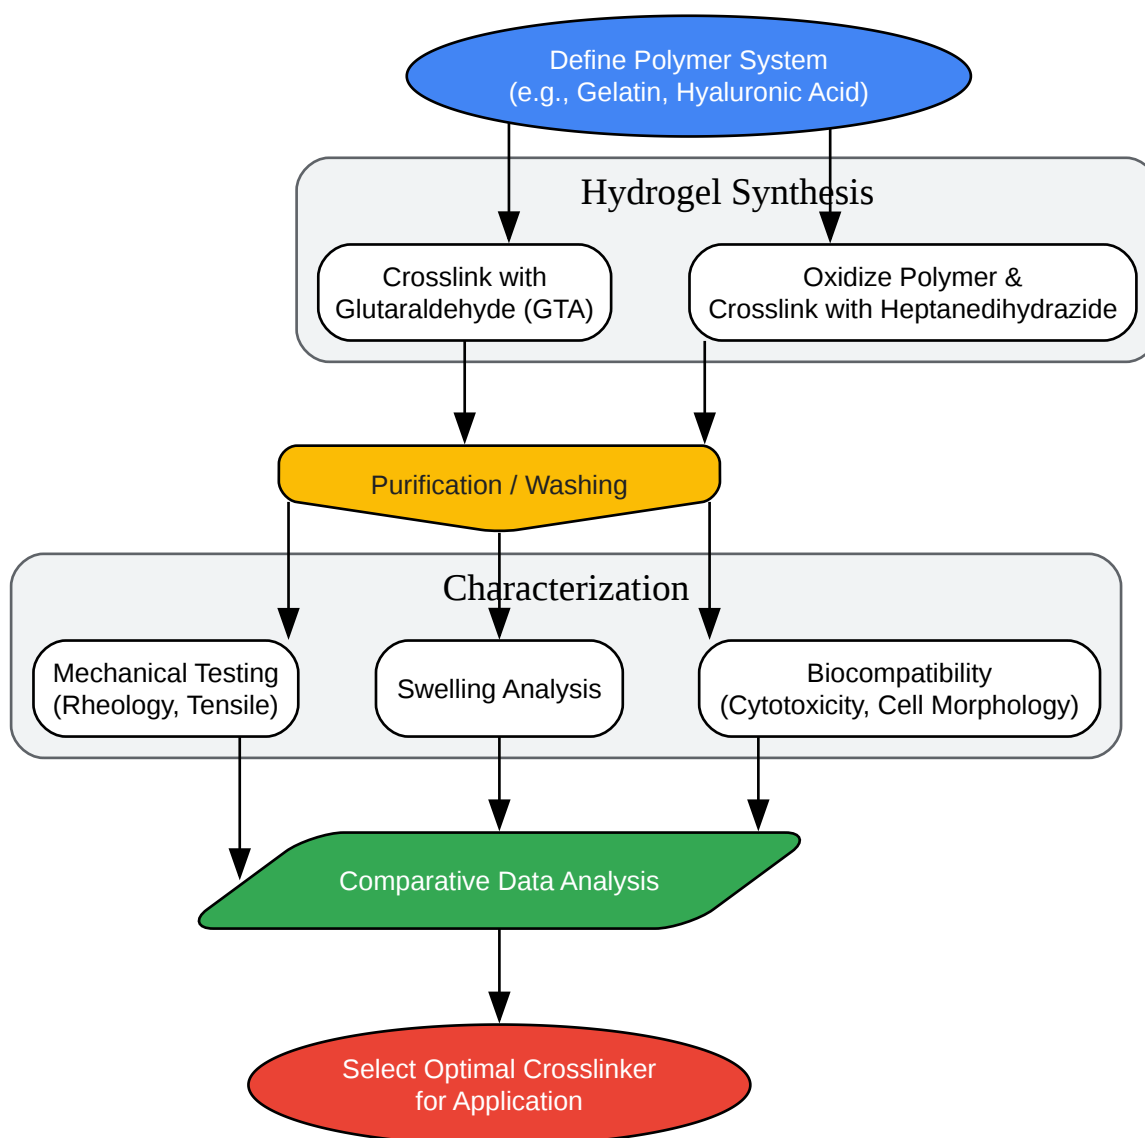 Define Polymer System
(e.g., Gelatin, Hyaluronic Acid)
Hydrogel Synthesis
Crosslink with
Glutaraldehyde (GTA)
Oxidize Polymer &
Crosslink with Heptanedihydrazide
Purification / Washing
Characterization
Mechanical Testing
(Rheology, Tensile)
Swelling Analysis
Biocompatibility
(Cytotoxicity, Cell Morphology)
Comparative Data Analysis
Select Optimal Crosslinker
for Application